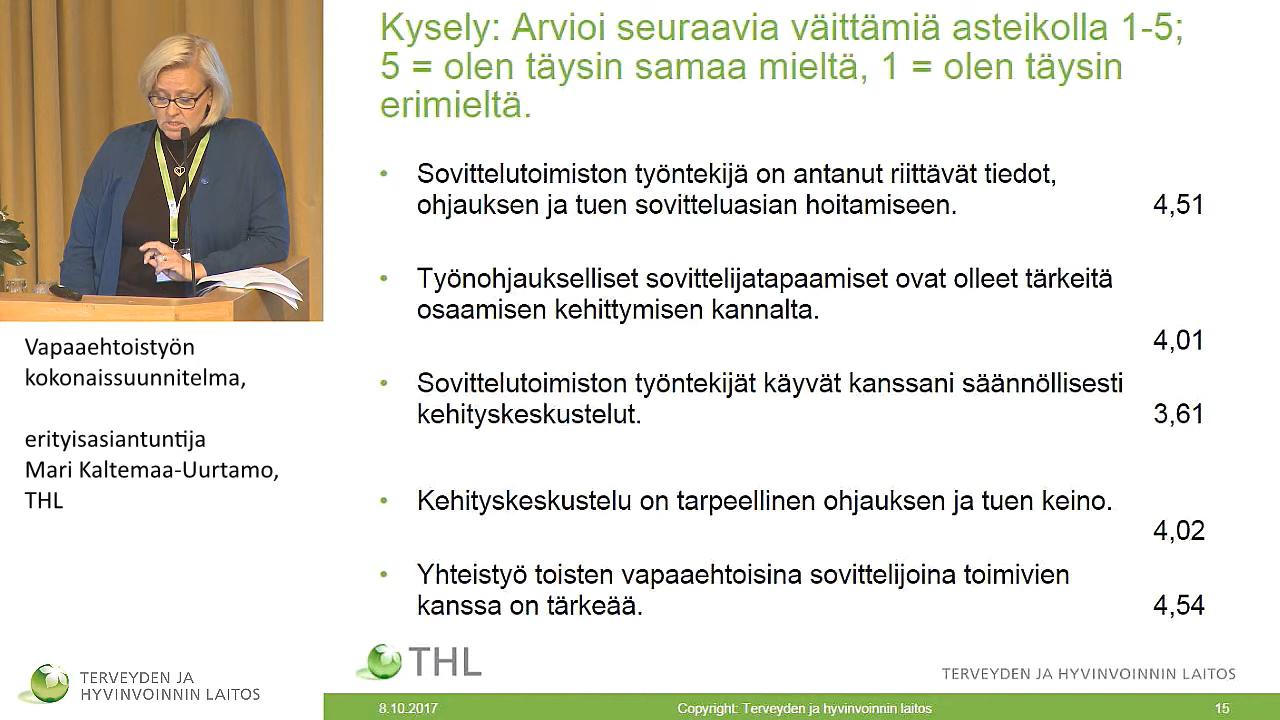 Kysely: Arvioi seuraavia väittämiä asteikolla 1-5;
5 = olen täysin samaa mieltä, 1 = olen täysin
erimieltä.
• Sovittelutoimiston työntekijä on antanut riittävät tiedot,
ohjauksen ja tuen sovitteluasian hoitamiseen. 4,51
• Työnohjaukselliset sovittelijatapaamiset ovat olleet tärkeitä
osaamisen kehittymisen kannalta.
4,01
• Sovittelutoimiston työntekijät käyvät kanssani säännöllisesti
kehityskeskustelut. 3,61
• Kehityskeskustelu on tarpeellinen ohjauksen ja tuen keino.
4,02
• Yhteistyö toisten vapaaehtoisina sovittelijoina toimivien
kanssa on tärkeää. 4,54
THL
TERVEYDEN JA HYVINVOINNIN LAITOS
8.10.2017 Copyright: Terveyden ja hyvinvoinnin laitos 15
Vapaaehtoistyön
kokonaissuunnitelma,
erityisasiantuntija
Mari Kaltemaa-Uurtamo,
THL
TERVEYDEN JA
HYVINVOINNIN LAITOS